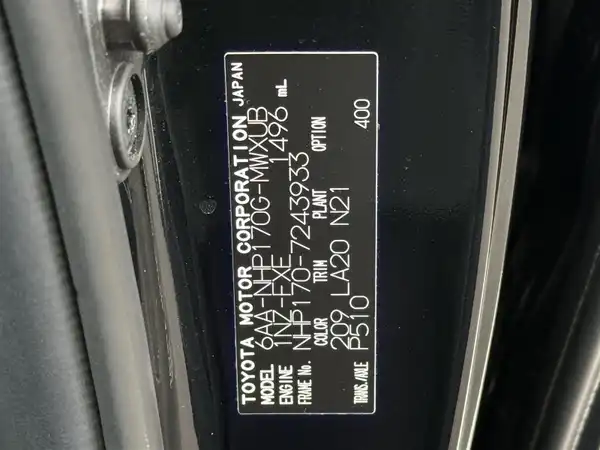 TOYOTA MOTOR CORPORATION JAPAN
MODEL 6AA-NHP170G-MWXUB
ENGINE 1NZ-EXE 1496 mL
FRAME No. NHP170-7243933
COLOR TRIM PLANT OPTION
209 LA20 N21
TRANS./AXLE P510 400